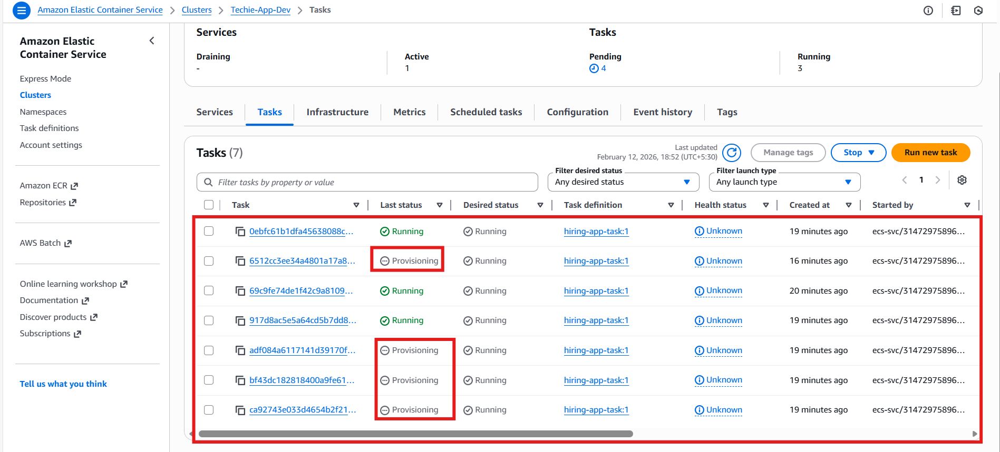 Amazon Elastic Container Service > Clusters > Techie-App-Dev > Tasks
Amazon Elastic
Container Service
Express Mode
Clusters
Namespaces
Task definitions
Account settings
Amazon ECR
Repositories
AWS Batch
Online learning workshop
Documentation
Discover products
Subscriptions
Tell us what you think
Services
Draining
-
Active
1
Tasks
Pending
4
Running
3
Services Tasks Infrastructure Metrics Scheduled tasks Configuration Event history Tags
Tasks (7)
Last updated
February 12, 2026, 18:52 (UTC+5:30)
Manage tags Stop Run new task
Filter tasks by property or value
Filter desired status
Any desired status
Filter launch type
Any launch type
1
Task Last status Desired status Task definition Health status Created at Started by
0ebfc61b1dfa45638088c... Running Running hiring-app-task:1 Unknown 19 minutes ago ecs-svc/31472975896...
6512cc3ee34a4801a17a8... Provisioning Running hiring-app-task:1 Unknown 16 minutes ago ecs-svc/31472975896...
69c9fe74de1f42c9a8109... Running Running hiring-app-task:1 Unknown 20 minutes ago ecs-svc/31472975896...
917d8ac5e5a64cd5b7dd8... Running Running hiring-app-task:1 Unknown 19 minutes ago ecs-svc/31472975896...
adf084a6117141d39170f... Provisioning Running hiring-app-task:1 Unknown 19 minutes ago ecs-svc/31472975896...
bf43dc182818400a9fe61... Provisioning Running hiring-app-task:1 Unknown 19 minutes ago ecs-svc/31472975896...
ca92743e033d4654b2f21... Provisioning Running hiring-app-task:1 Unknown 19 minutes ago ecs-svc/31472975896...